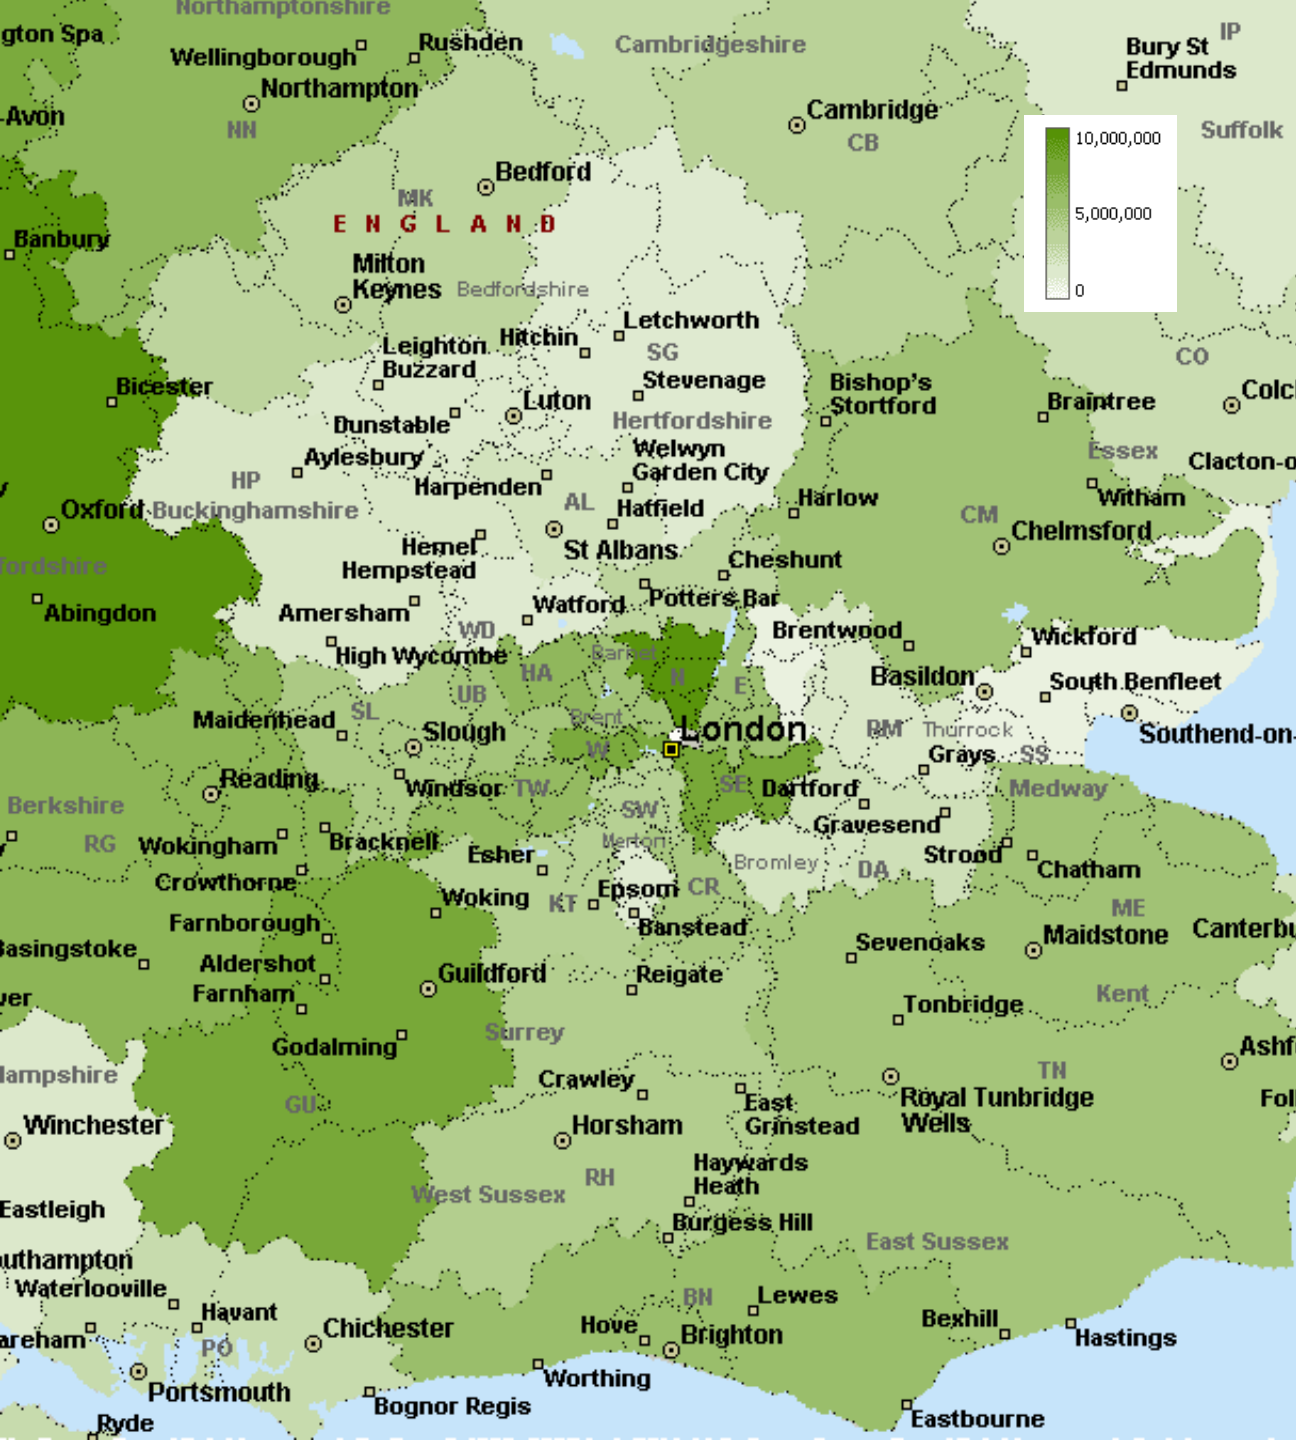 Northamptonshire
gton Spa
Rushden
Wellingborough
Cambridgeshire
IP
Bury St
Edmunds
Northampton
-Avon
NN
Cambridge
CB
Suffolk
10,000,000
5,000,000
0
Bedford
MK
ENGLAND
Banbury
Milton
Keynes
Bedfordshire
Letchworth
Hitchin
SG
Leighton
Buzzard
Stevenage
CO
Bicester
Luton
Bishop's
Stortford
Braintree
Colc
Dunstable
Hertfordshire
Essex
Welwyn
Garden City
Aylesbury
Clacton-o
HP
Harpenden
Harlow
Witham
y
Oxford
Buckinghamshire
AL
Hatfield
CM
Chelmsford
Hemel
Hempstead
St Albans
Cheshunt
fordshire
Abingdon
Amersham
Watford
Potters Bar
WD
Brentwood
Wickford
High Wycombe
Barnet
HA
N
E
Basildon
South Benfleet
UB
SL
Maidenhead
Slough
Brent
London
RM
Thurrock
Southend-on-
W
Grays
SS
Reading
Windsor
TW
SE
Dartford
Medway
Berkshire
SW
Gravesend
y
RG
Wokingham
Bracknell
Merton
Esher
Bromley
Strood
DA
Chatham
Crowthorne
Woking
KT
Epsom
CR
Farnborough
Banstead
ME
Basingstoke
Sevenoaks
Maidstone
Canterbu
Aldershot
Guildford
Reigate
ver
Farnham
Tonbridge
Kent
Godalming
Surrey
Ashf
Hampshire
Crawley
TN
GU
East
Grinstead
Royal Tunbridge
Wells
Fol
Winchester
Horsham
Haywards
Heath
RH
West Sussex
Eastleigh
Burgess Hill
East Sussex
outhampton
Waterlooville
BN
Lewes
Havant
Hove
Bexhill
areham
PO
Chichester
Brighton
Hastings
Portsmouth
Worthing
Bognor Regis
Ryde
Eastbourne